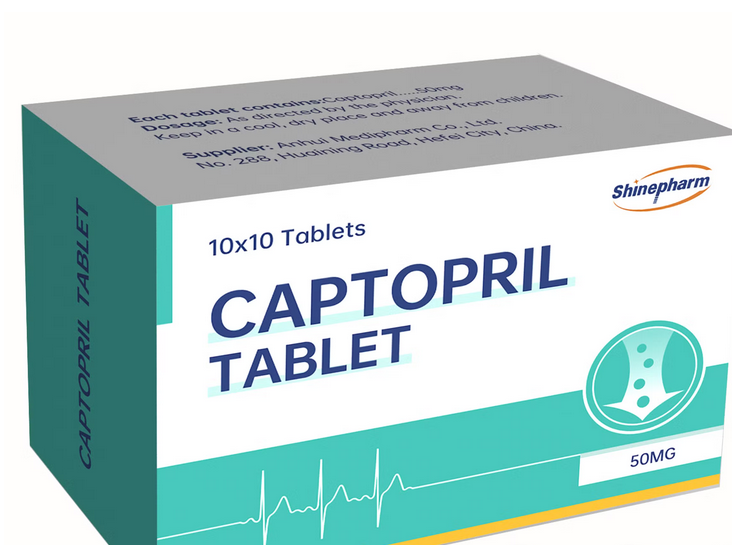 Each tablet contains:Captopril.....50mg
Dosage: As directed by the physician.
Keep in a cool, dry place and away from children.
Supplier: Anhui Medipharm Co., Ltd.
No. 288, Huaining Road, Hefei City, China.
Shinepharm
10x10 Tablets
CAPTOPRIL
TABLET
CAPTOPRIL TABLET
50MG